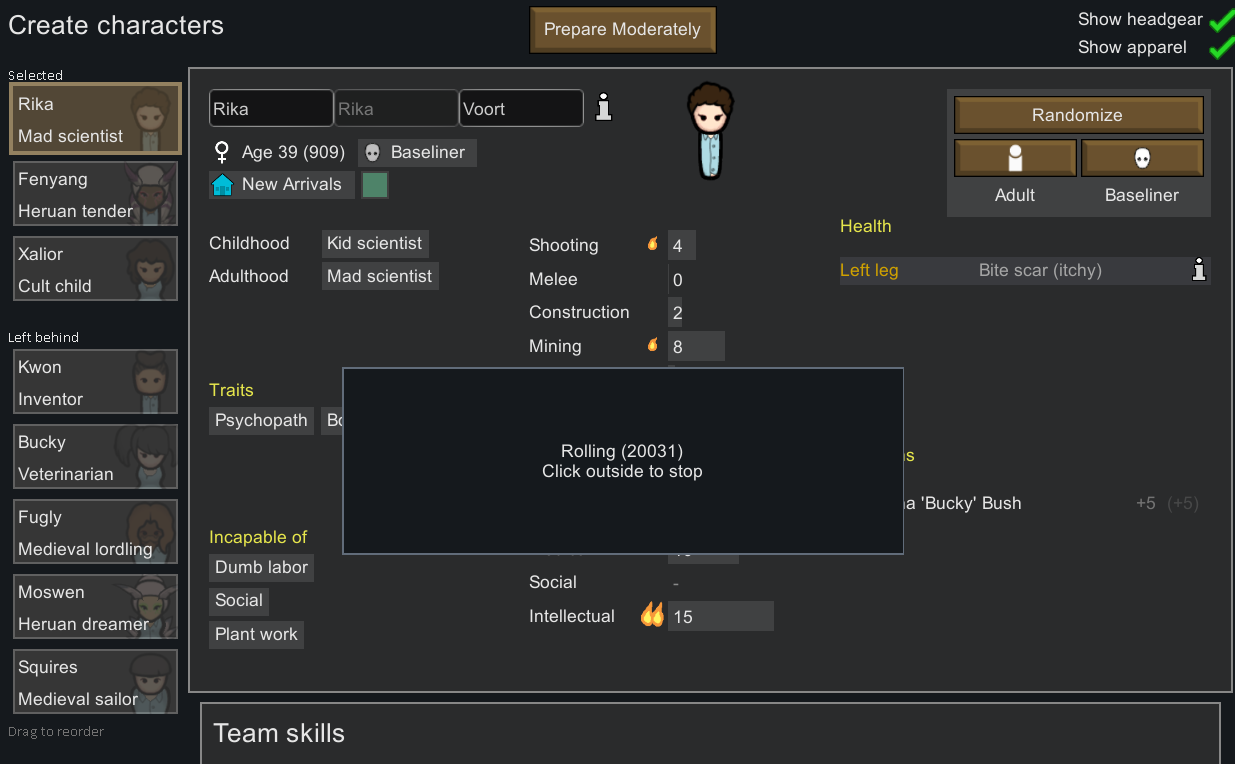 Create characters
Prepare Moderately
Show headgear
Show apparel
Selected
Rika
Mad scientist
Fenyang
Heruan tender
Xalior
Cult child
Left behind
Kwon
Inventor
Bucky
Veterinarian
Fugly
Medieval lordling
Moswen
Heruan dreamer
Squires
Medieval sailor
Drag to reorder
Rika
Rika
Voort
Age 39 (909)
Baseliner
New Arrivals
Childhood
Kid scientist
Adulthood
Mad scientist
Traits
Psychopath
Incapable of
Dumb labor
Social
Plant work
Shooting
4
Melee
0
Construction
2
Mining
8
Rolling (20031)
Click outside to stop
Social
-
Intellectual
15
Randomize
Adult
Baseliner
Health
Left leg
Bite scar (itchy)
'Bucky' Bush
+5
(+5)
Team skills